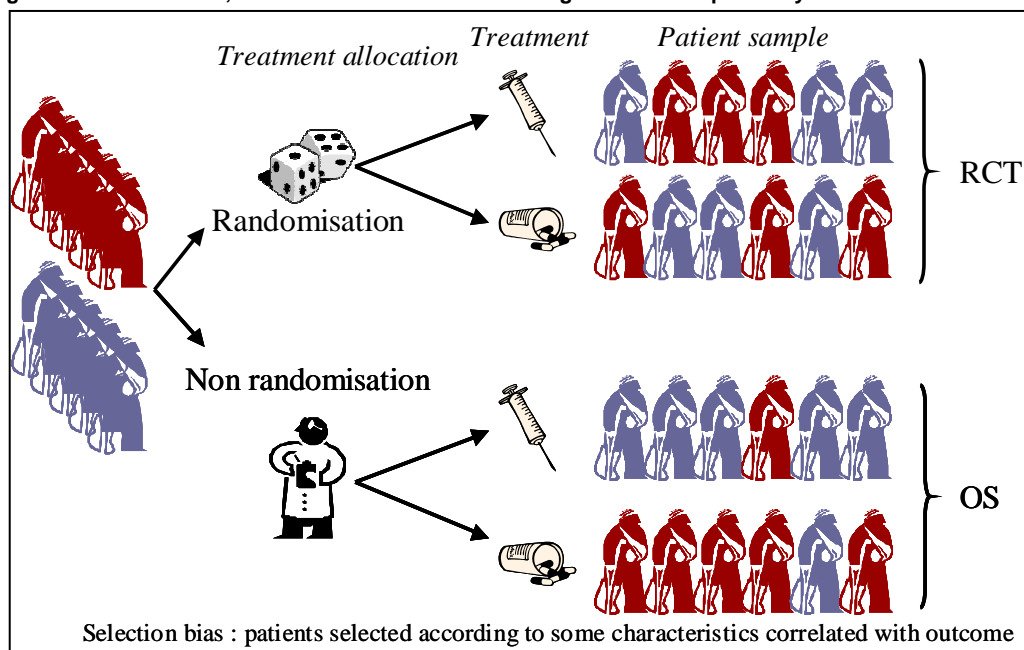 Treatment allocation
Treatment
Patient sample
Randomisation
RCT
Non randomisation
OS
Selection bias : patients selected according to some characteristics correlated with outcome